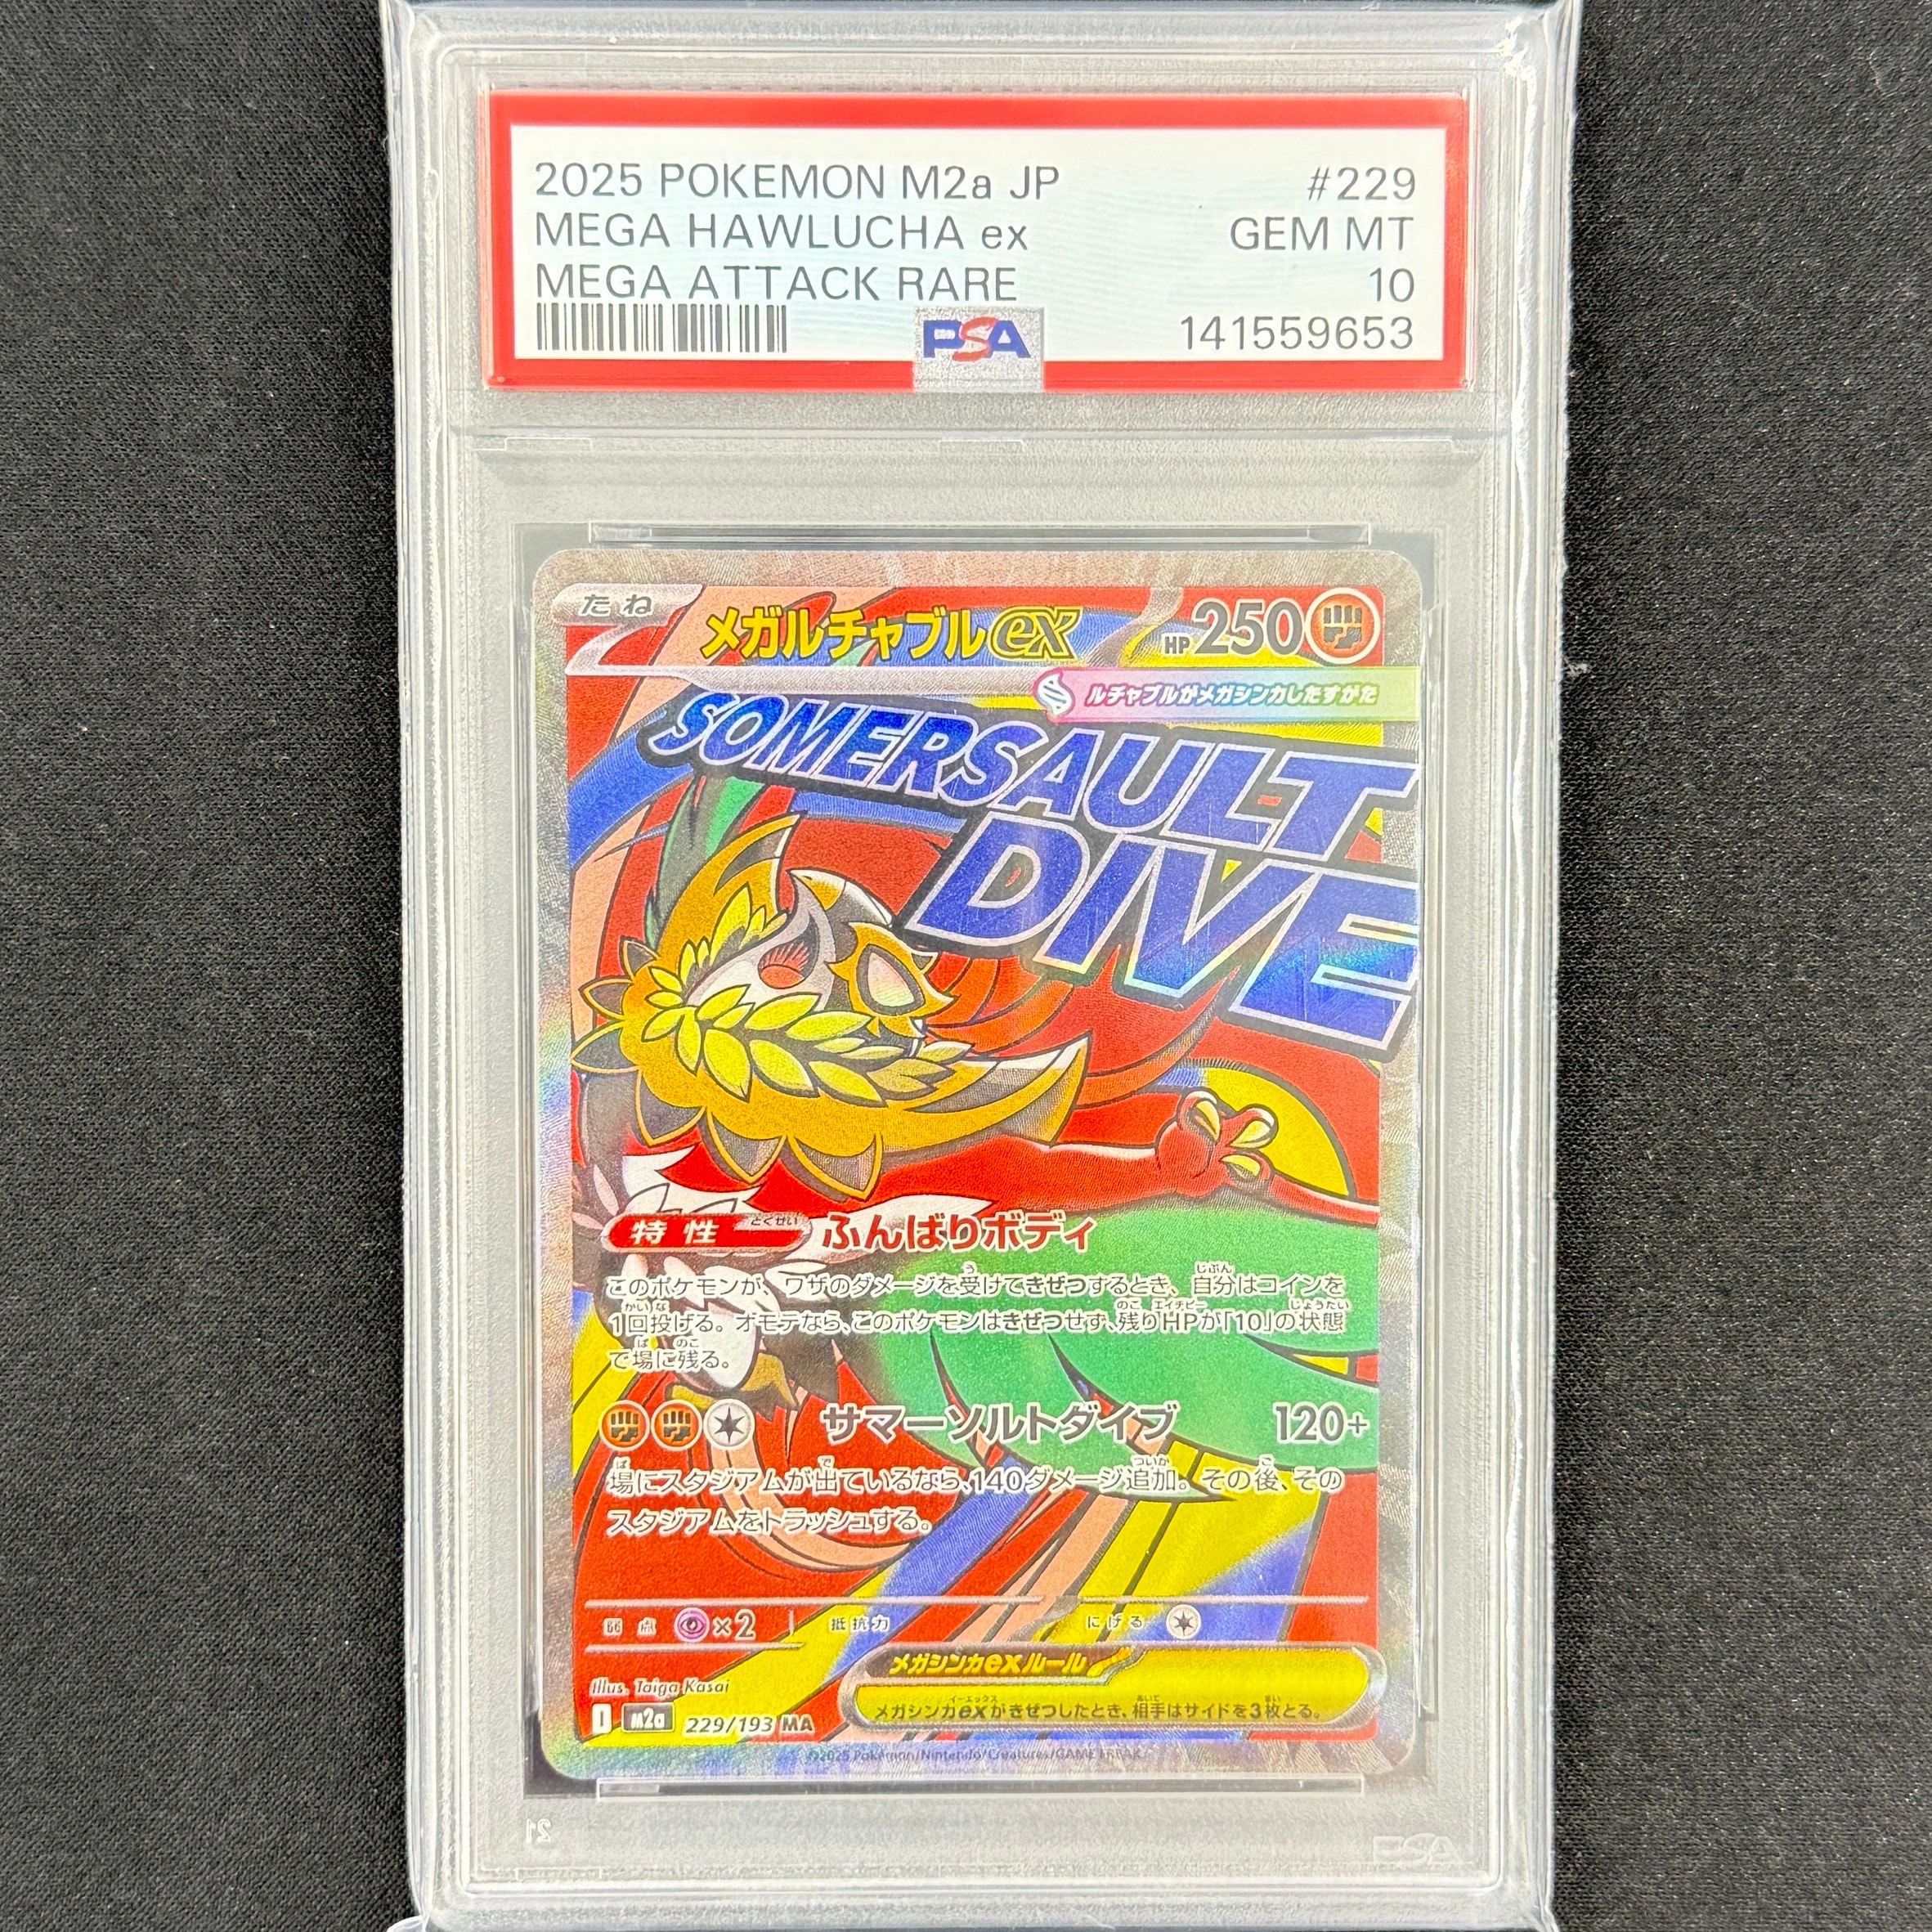 2025 POKEMON M2a JP #229
MEGA HAWLUCHA ex GEM MT
MEGA ATTACK RARE 10
PSA 141559653
たね メガルチャブルex HP250
ルチャブルがメガシンカしたすがた
SOMERSAULT
DIVE
特性 とくせい ふんばりボディ
このポケモンが、ワザのダメージを受けてきぜつするとき、自分はコインを
1回投げる。オモテなら、このポケモンはきぜつせず、残りHPが「10」の状態
で場に残る。
サマーソルトダイブ 120+
場にスタジアムが出ているなら、140ダメージ追加。その後、その
スタジアムをトラッシュする。
弱点 ×2 抵抗力 にげる
メガシンカexルール
メガシンカexがきぜつしたとき、相手はサイドを3枚とる。
Illus. Taiga Kasai
I m2a 229/193 MA
©2025 Pokémon/Nintendo/Creatures/GAME FREAK
PSA